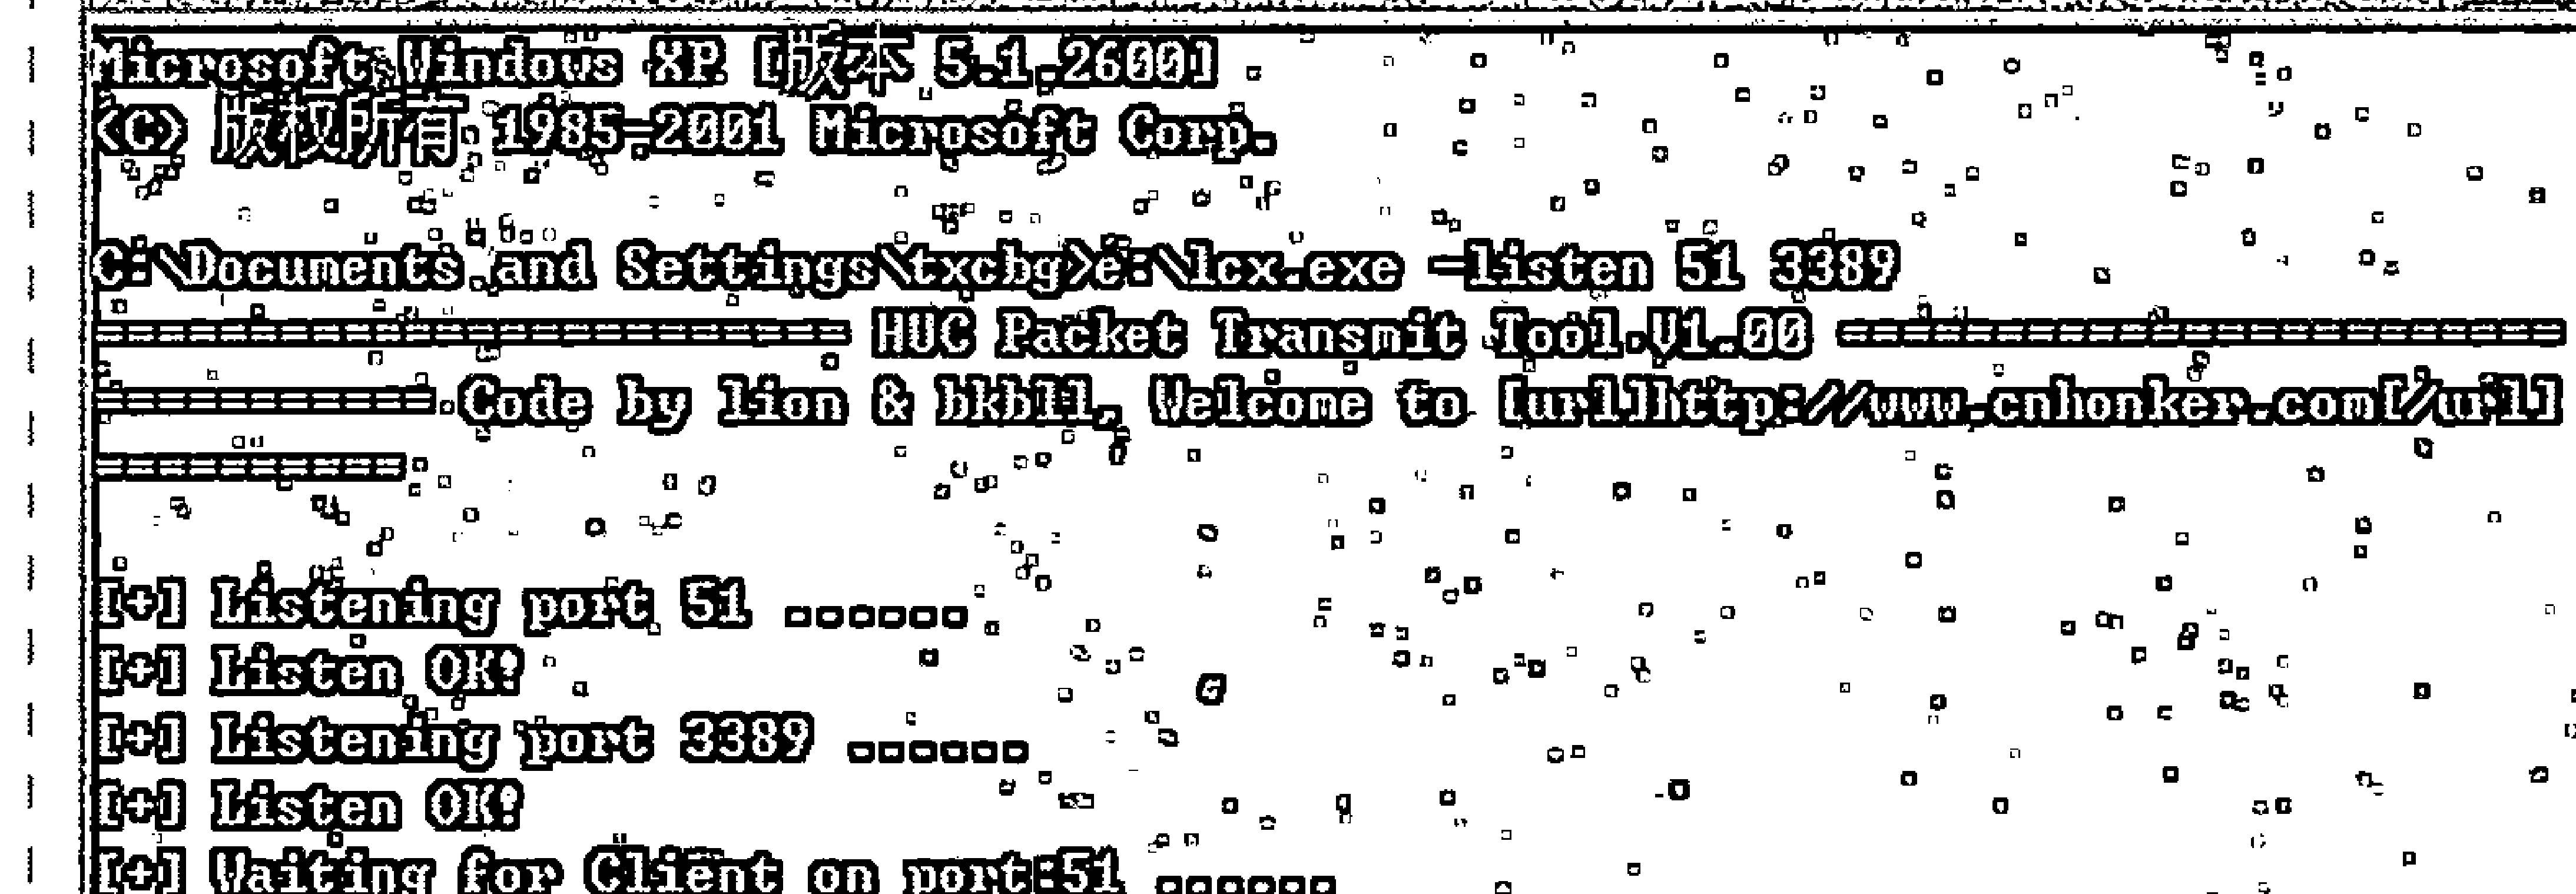 Microsoft Windows XP [版本 5.1.2600]
(C) 版权所有 1985-2001 Microsoft Corp.
C:\Documents and Settings\txcbg>e:\lcx.exe -listen 51 3389
======================== HUC Packet Transmit Tool V1.00 =======================
=========== Code by lion & bkbll, Welcome to [url]http://www.cnhonker.com[/url]
==========
[+] Listening port 51 ......
[+] Listen OK!
[+] Listening port 3389 ......
[+] Listen OK!
[+] Waiting for Client on port:51 ......